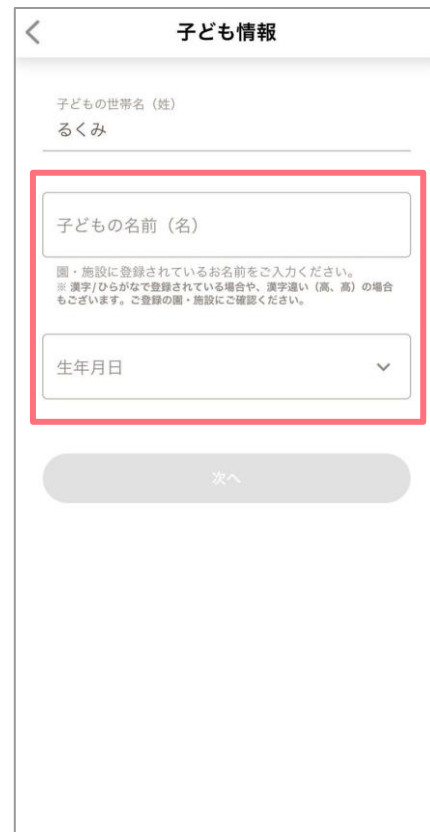 子ども情報
子どもの世帯名（姓）
るくみ
子どもの名前（名）
園・施設に登録されているお名前をご入力ください。
※ 漢字/ひらがなで登録されている場合や、漢字違い（高、髙）の場合
もございます。ご登録の園・施設にご確認ください。
生年月日
次へ